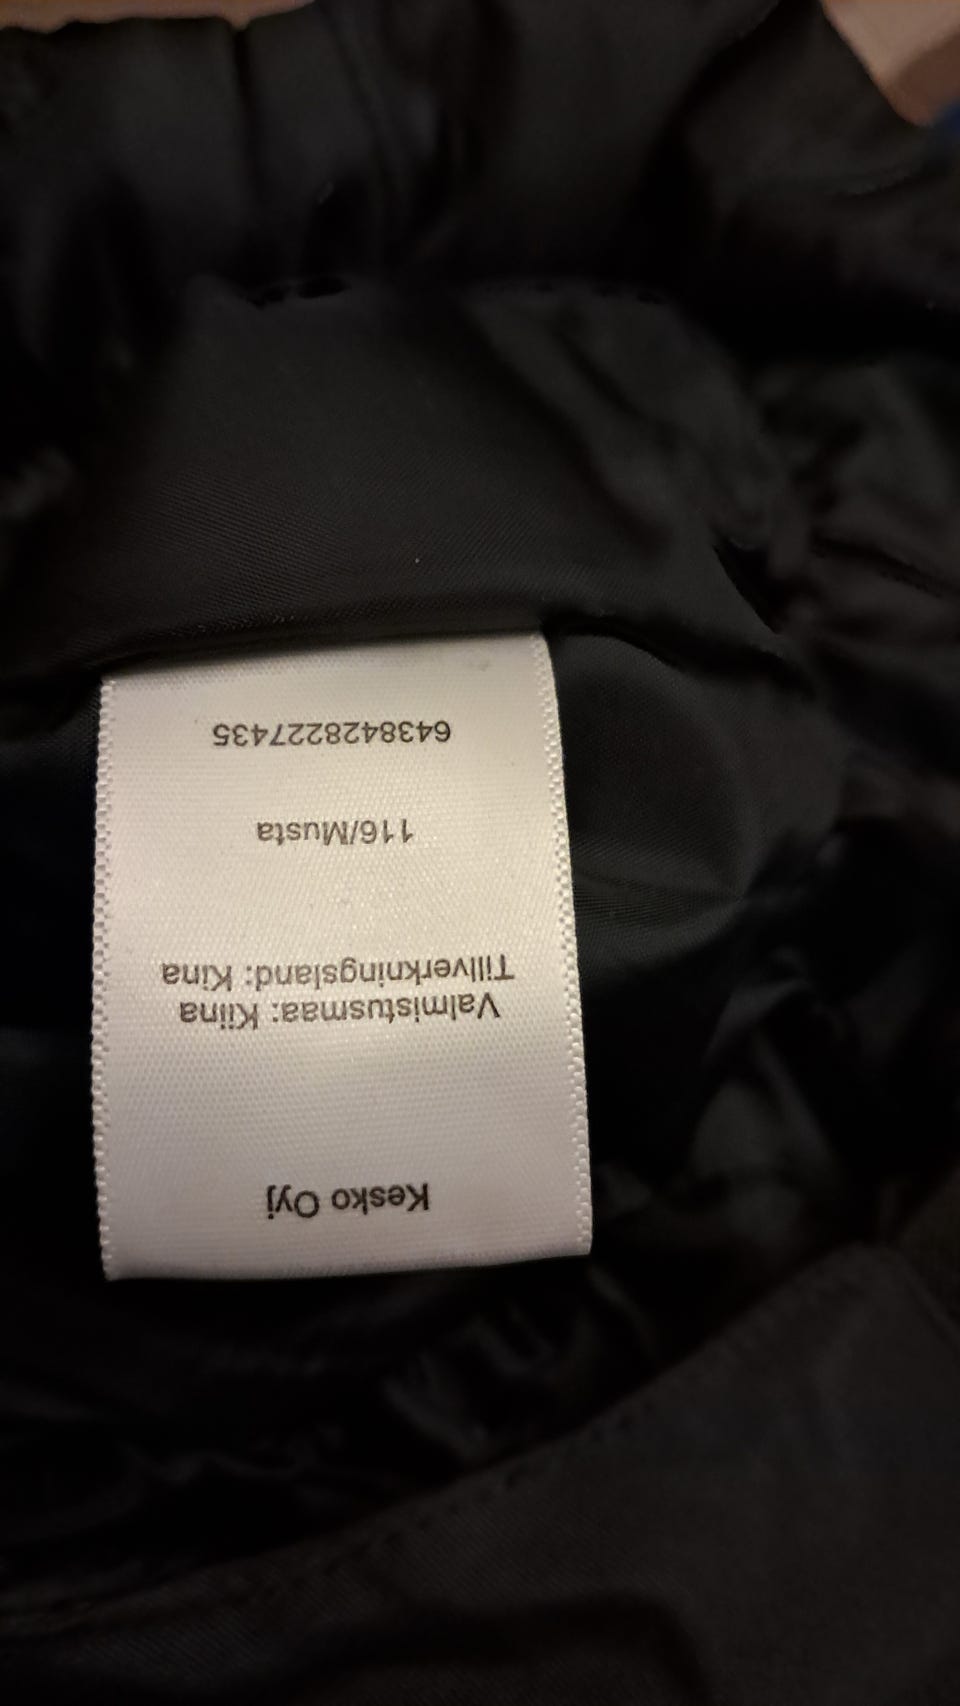 Kesko Oyj
Valmistusmaa: Kiina
Tillverkningsland: Kina
116/Musta
6438428227435